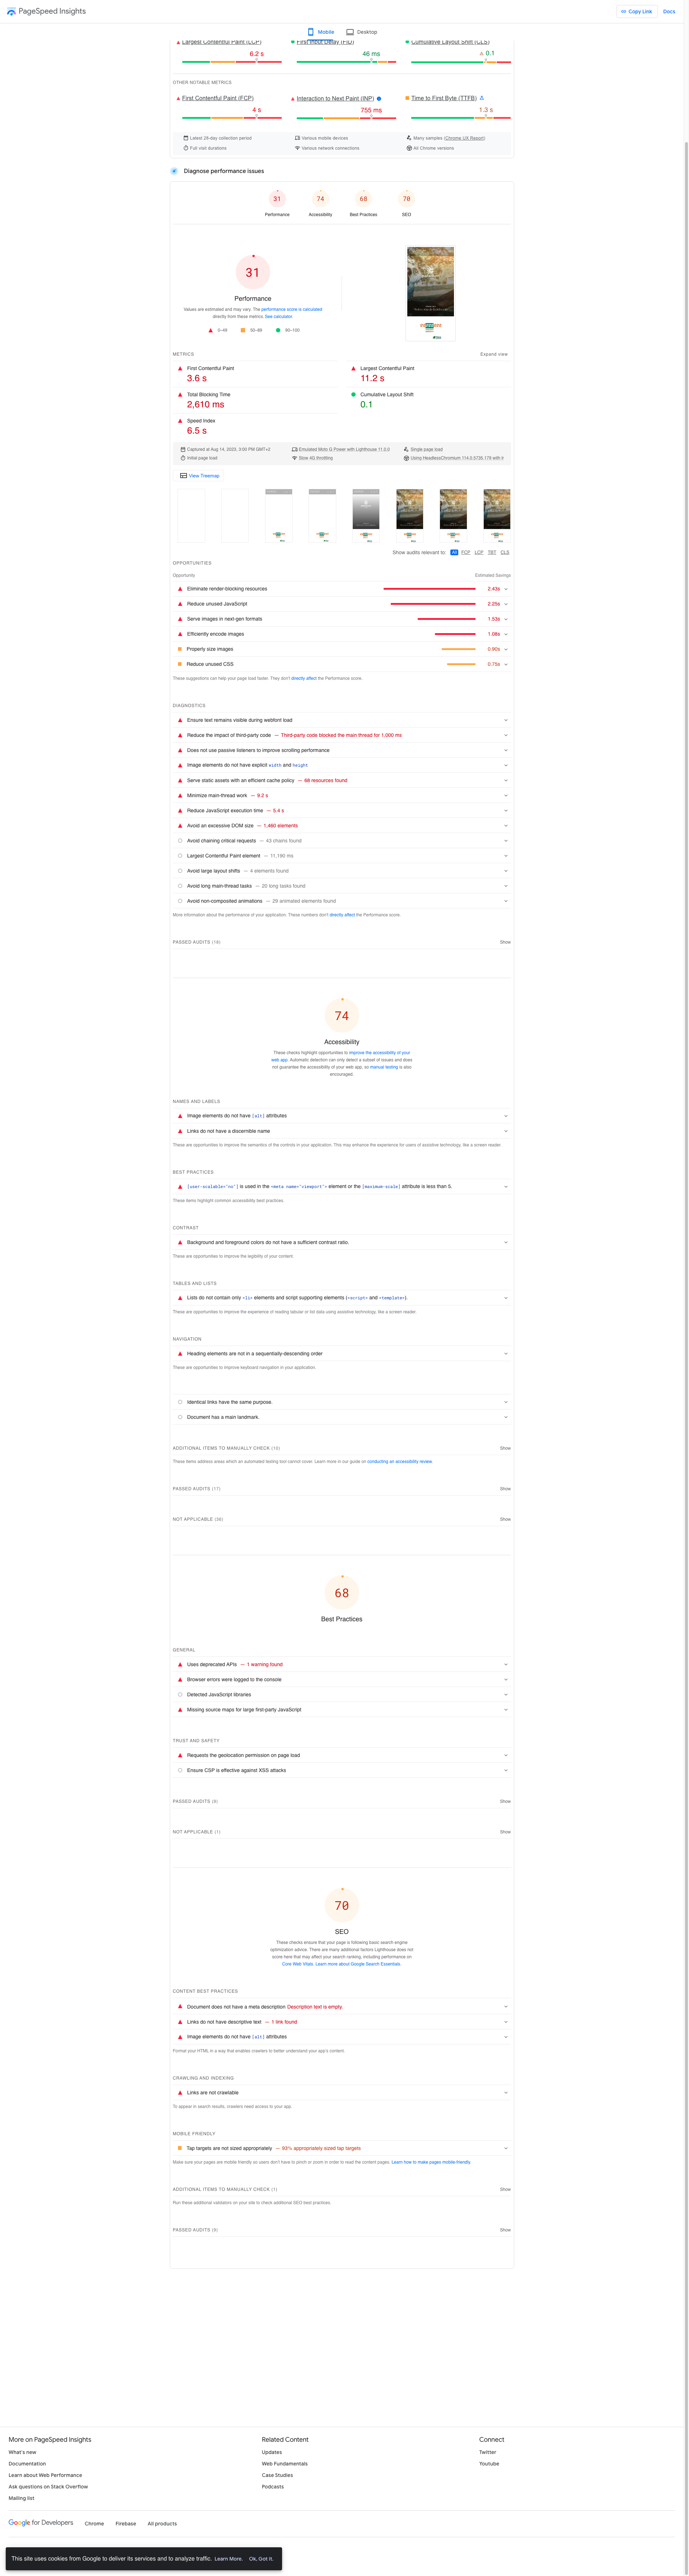 PageSpeed Insights
Copy Link
Docs
Mobile
Desktop
Largest Contentful Paint (LCP)
6.2 s
First Input Delay (FID)
46 ms
Cumulative Layout Shift (CLS)
0.1
OTHER NOTABLE METRICS
First Contentful Paint (FCP)
4 s
Interaction to Next Paint (INP)
755 ms
Time to First Byte (TTFB)
1.3 s
Latest 28-day collection period
Various mobile devices
Many samples (Chrome UX Report)
Full visit durations
Various network connections
All Chrome versions
Diagnose performance issues
31
74
68
70
Performance
Accessibility
Best Practices
SEO
31
Performance
Values are estimated and may vary. The performance score is calculated
directly from these metrics. See calculator.
0–49
50–89
90–100
METRICS
Expand view
First Contentful Paint
3.6 s
Largest Contentful Paint
11.2 s
Total Blocking Time
2,610 ms
Cumulative Layout Shift
0.1
Speed Index
6.5 s
Captured at Aug 14, 2023, 3:00 PM GMT+2
Emulated Moto G Power with Lighthouse 11.0.0
Single page load
Initial page load
Slow 4G throttling
Using HeadlessChromium 114.0.5735.179 with lr
View Treemap
Show audits relevant to:
All
FCP
LCP
TBT
CLS
OPPORTUNITIES
Opportunity
Estimated Savings
Eliminate render-blocking resources
2.43s
Reduce unused JavaScript
2.25s
Serve images in next-gen formats
1.53s
Efficiently encode images
1.08s
Properly size images
0.90s
Reduce unused CSS
0.75s
These suggestions can help your page load faster. They don't directly affect the Performance score.
DIAGNOSTICS
Ensure text remains visible during webfont load
Reduce the impact of third-party code — Third-party code blocked the main thread for 1,000 ms
Does not use passive listeners to improve scrolling performance
Image elements do not have explicit width and height
Serve static assets with an efficient cache policy — 68 resources found
Minimize main-thread work — 9.2 s
Reduce JavaScript execution time — 5.4 s
Avoid an excessive DOM size — 1,460 elements
Avoid chaining critical requests — 43 chains found
Largest Contentful Paint element — 11,190 ms
Avoid large layout shifts — 4 elements found
Avoid long main-thread tasks — 20 long tasks found
Avoid non-composited animations — 29 animated elements found
More information about the performance of your application. These numbers don't directly affect the Performance score.
PASSED AUDITS (18)
Show
74
Accessibility
These checks highlight opportunities to improve the accessibility of your
web app. Automatic detection can only detect a subset of issues and does
not guarantee the accessibility of your web app, so manual testing is also
encouraged.
NAMES AND LABELS
Image elements do not have [alt] attributes
Links do not have a discernible name
These are opportunities to improve the semantics of the controls in your application. This may enhance the experience for users of assistive technology, like a screen reader.
BEST PRACTICES
[user-scalable="no"] is used in the <meta name="viewport"> element or the [maximum-scale] attribute is less than 5.
These items highlight common accessibility best practices.
CONTRAST
Background and foreground colors do not have a sufficient contrast ratio.
These are opportunities to improve the legibility of your content.
TABLES AND LISTS
Lists do not contain only <li> elements and script supporting elements (<script> and <template>).
These are opportunities to improve the experience of reading tabular or list data using assistive technology, like a screen reader.
NAVIGATION
Heading elements are not in a sequentially-descending order
These are opportunities to improve keyboard navigation in your application.
Identical links have the same purpose.
Document has a main landmark.
ADDITIONAL ITEMS TO MANUALLY CHECK (10)
Show
These items address areas which an automated testing tool cannot cover. Learn more in our guide on conducting an accessibility review.
PASSED AUDITS (17)
Show
NOT APPLICABLE (36)
Show
68
Best Practices
GENERAL
Uses deprecated APIs — 1 warning found
Browser errors were logged to the console
Detected JavaScript libraries
Missing source maps for large first-party JavaScript
TRUST AND SAFETY
Requests the geolocation permission on page load
Ensure CSP is effective against XSS attacks
PASSED AUDITS (9)
Show
NOT APPLICABLE (1)
Show
70
SEO
These checks ensure that your page is following basic search engine
optimization advice. There are many additional factors Lighthouse does not
score here that may affect your search ranking, including performance on
Core Web Vitals. Learn more about Google Search Essentials.
CONTENT BEST PRACTICES
Document does not have a meta description Description text is empty.
Links do not have descriptive text — 1 link found
Image elements do not have [alt] attributes
Format your HTML in a way that enables crawlers to better understand your app's content.
CRAWLING AND INDEXING
Links are not crawlable
To appear in search results, crawlers need access to your app.
MOBILE FRIENDLY
Tap targets are not sized appropriately — 93% appropriately sized tap targets
Make sure your pages are mobile friendly so users don't have to pinch or zoom in order to read the content pages. Learn how to make pages mobile-friendly.
ADDITIONAL ITEMS TO MANUALLY CHECK (1)
Show
Run these additional validators on your site to check additional SEO best practices.
PASSED AUDITS (9)
Show
More on PageSpeed Insights
What's new
Documentation
Learn about Web Performance
Ask questions on Stack Overflow
Mailing list
Related Content
Updates
Web Fundamentals
Case Studies
Podcasts
Connect
Twitter
Youtube
Google for Developers
Chrome
Firebase
All products
This site uses cookies from Google to deliver its services and to analyze traffic. Learn More. Ok, Got it.